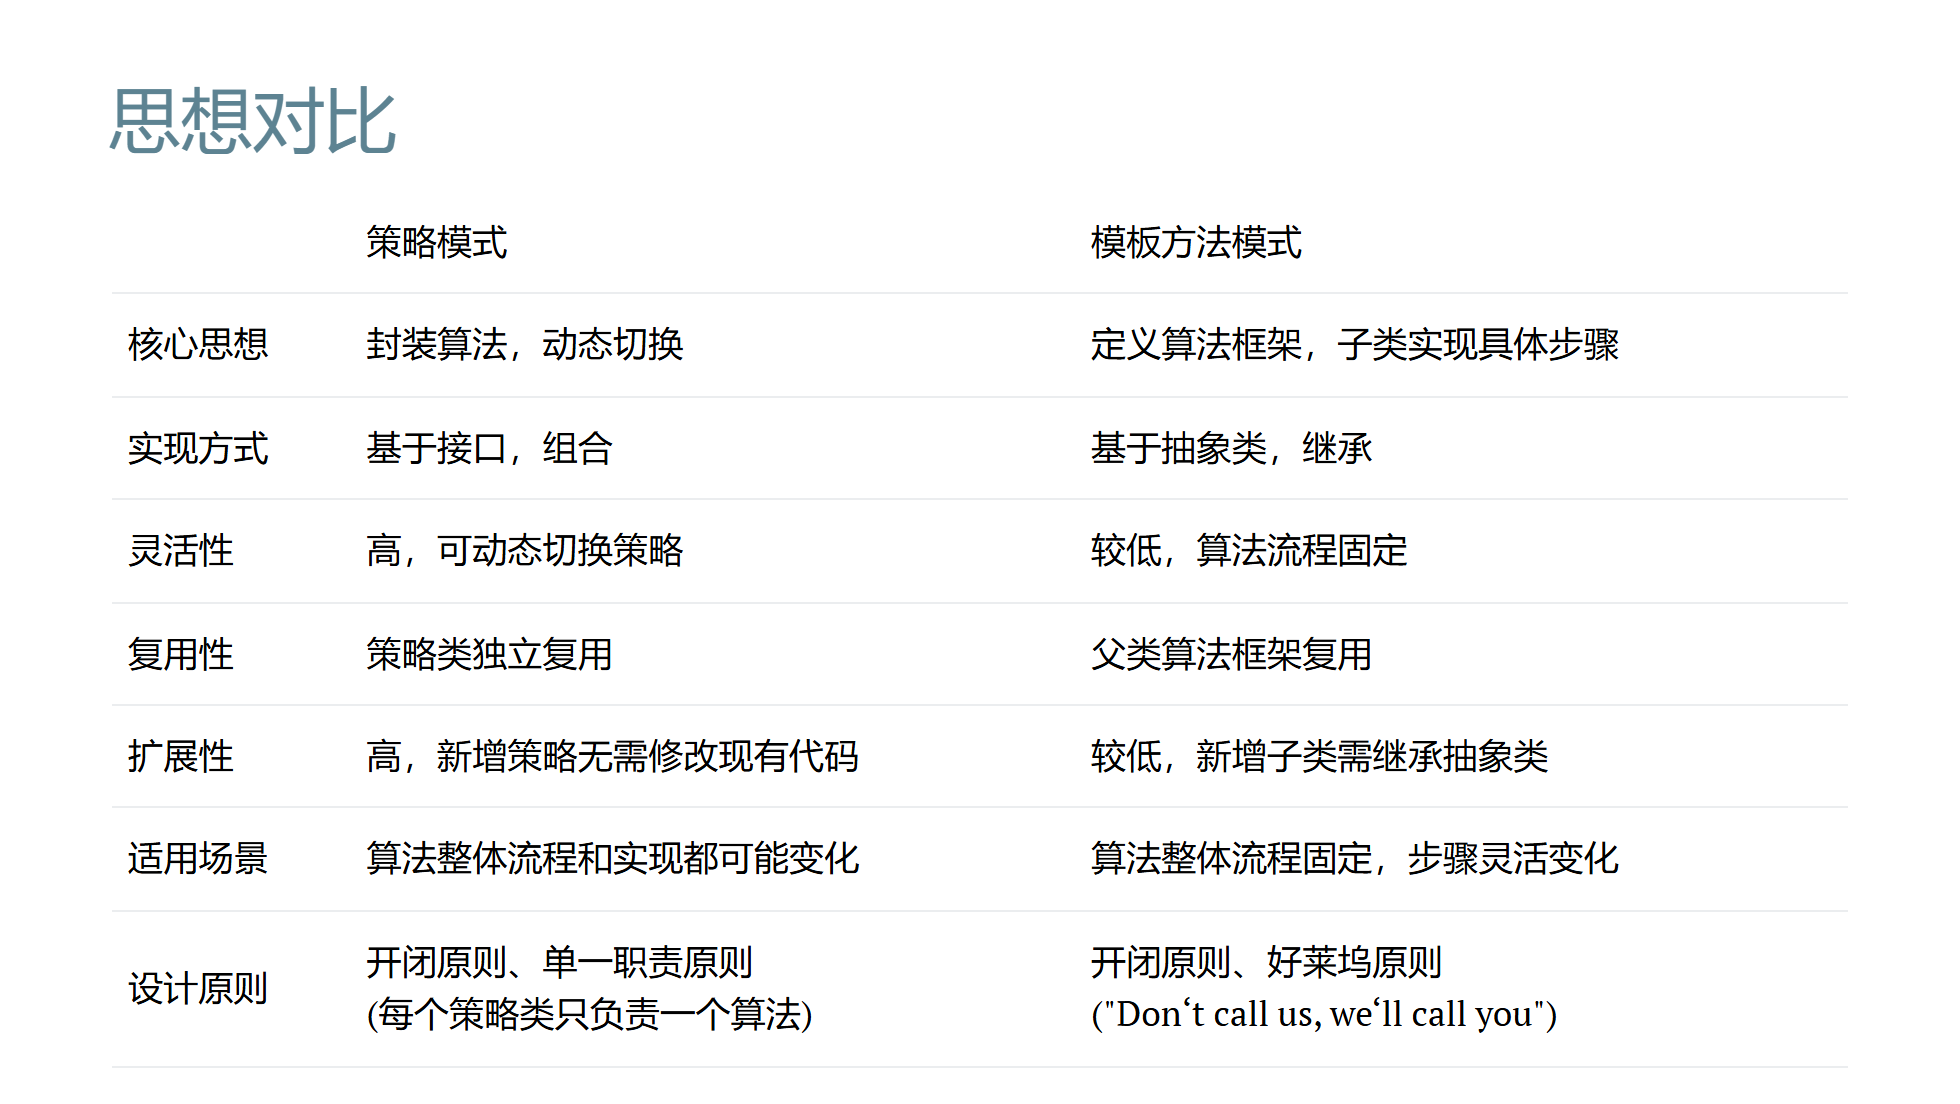 思想对比
策略模式 模板方法模式
核心思想 封装算法，动态切换 定义算法框架，子类实现具体步骤
实现方式 基于接口，组合 基于抽象类，继承
灵活性 高，可动态切换策略 较低，算法流程固定
复用性 策略类独立复用 父类算法框架复用
扩展性 高，新增策略无需修改现有代码 较低，新增子类需继承抽象类
适用场景 算法整体流程和实现都可能变化 算法整体流程固定，步骤灵活变化
设计原则 开闭原则、单一职责原则 开闭原则、好莱坞原则
(每个策略类只负责一个算法) ("Don‘t call us, we‘ll call you")